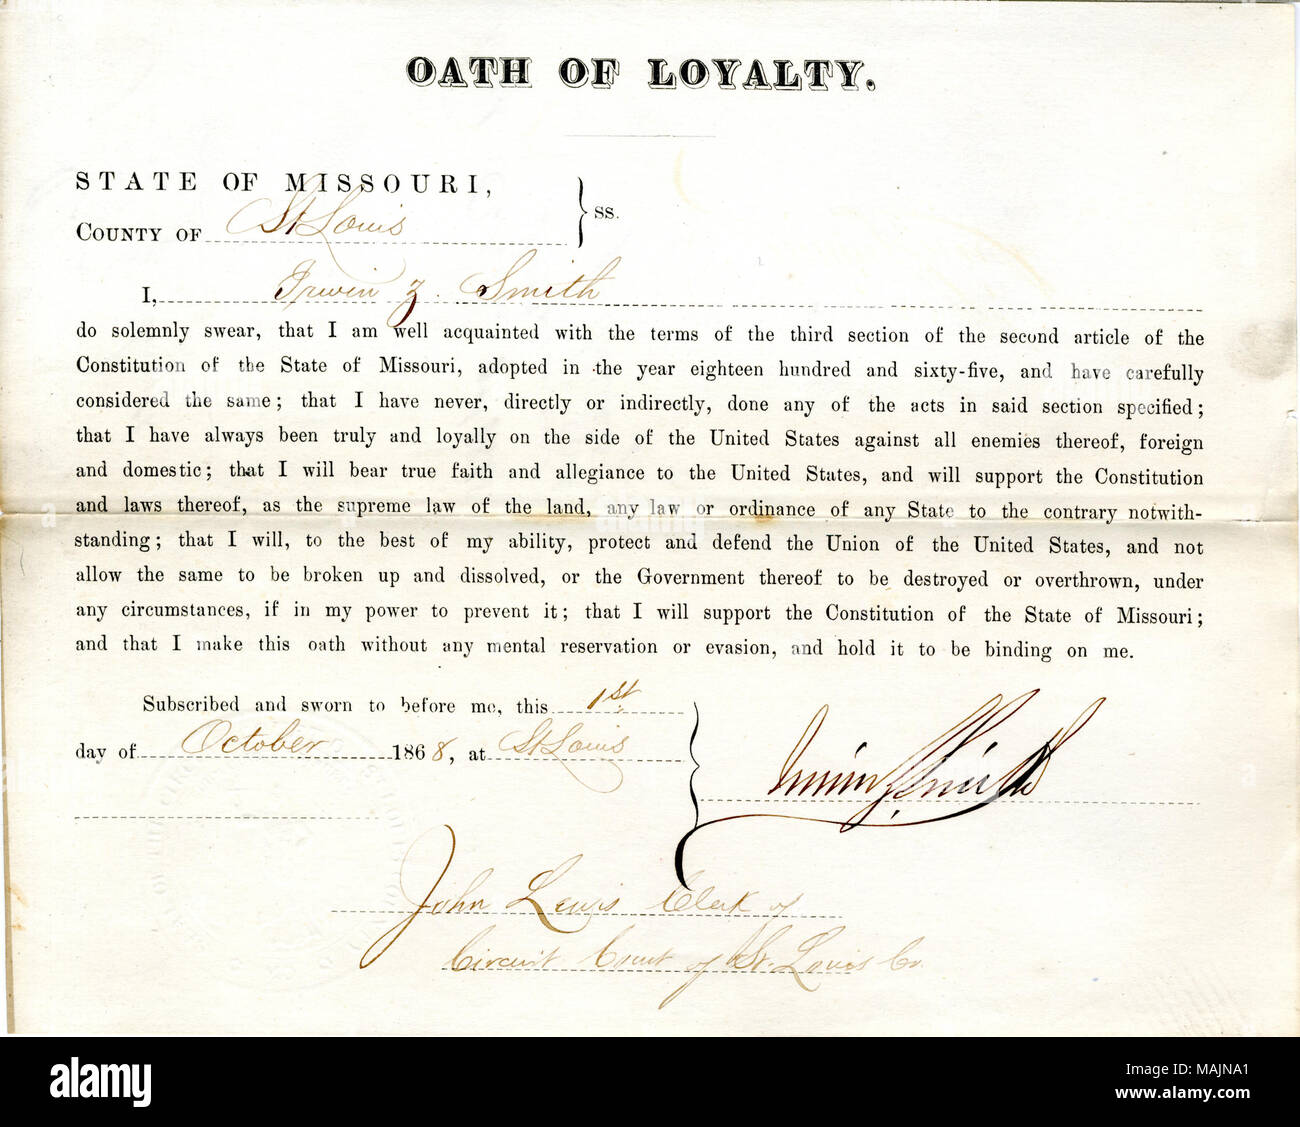 OATH OF LOYALTY.
STATE OF MISSOURI,
COUNTY OF St Louis } ss.
I, Irwin Z. Smith
do solemnly swear, that I am well acquainted with the terms of the third section of the second article of the
Constitution of the State of Missouri, adopted in the year eighteen hundred and sixty-five, and have carefully
considered the same; that I have never, directly or indirectly, done any of the acts in said section specified;
that I have always been truly and loyally on the side of the United States against all enemies thereof, foreign
and domestic; that I will bear true faith and allegiance to the United States, and will support the Constitution
and laws thereof, as the supreme law of the land, any law or ordinance of any State to the contrary notwith-
standing; that I will, to the best of my ability, protect and defend the Union of the United States, and not
allow the same to be broken up and dissolved, or the Government thereof to be destroyed or overthrown, under
any circumstances, if in my power to prevent it; that I will support the Constitution of the State of Missouri;
and that I make this oath without any mental reservation or evasion, and hold it to be binding on me.
Subscribed and sworn to before me, this 1st.
day of October 1868, at St Louis
Irwin Z. Smith
John Lewis Clerk of
Circuit Court of St. Louis Co.
alamy
Image ID: MAJNA1
www.alamy.com